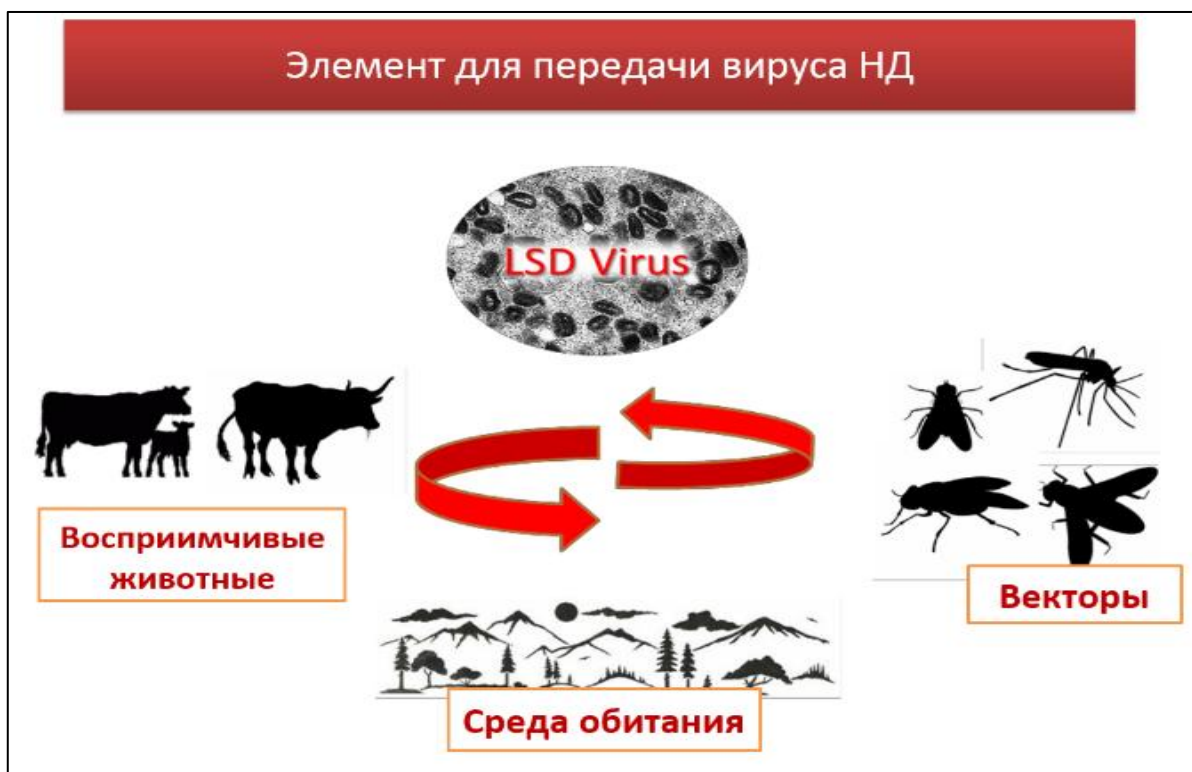 Элемент для передачи вируса НД
LSD Virus
Восприимчивые
животные
Векторы
Среда обитания